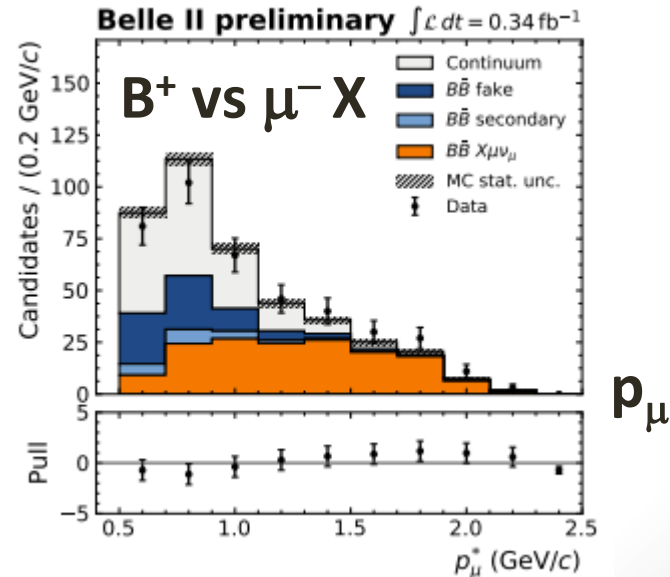 Belle II preliminary ∫ℒ dt = 0.34 fb⁻¹
B⁺ vs μ⁻ X
Continuum
BB̄ fake
BB̄ secondary
BB̄ Xμν_μ
MC stat. unc.
Data
Candidates / (0.2 GeV/c)
150
125
100
75
50
25
0
p_μ
Pull
5
0
−5
0.5 1.0 1.5 2.0 2.5
p*_μ (GeV/c)